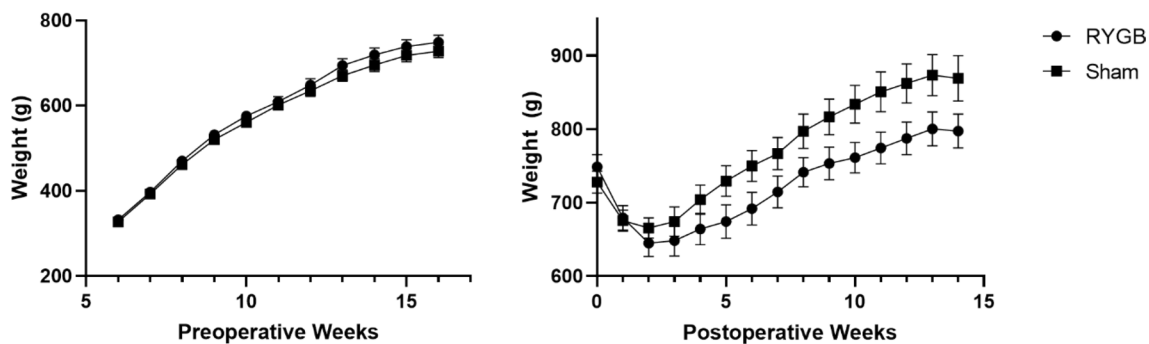 800
600
400
200
5
10
15
Weight (g)
Preoperative Weeks
900
800
700
600
0
5
10
15
Weight (g)
Postoperative Weeks
RYGB
Sham